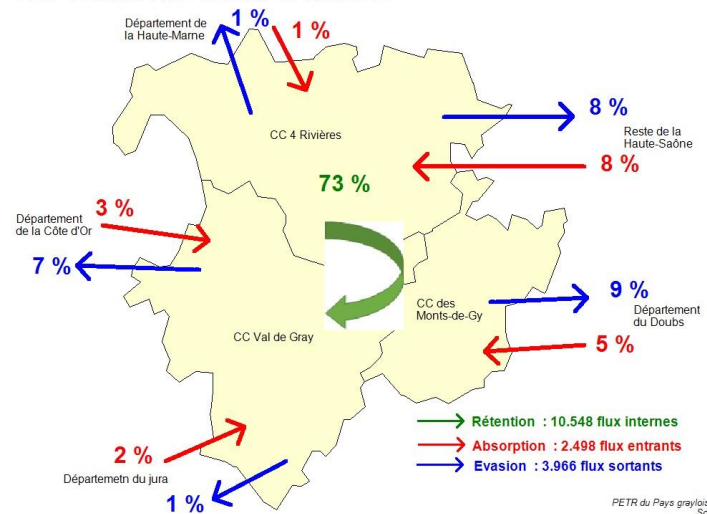 Département de
la Haute-Marne
1 %
1 %
CC 4 Rivières
8 %
Reste de la
Haute-Saône
8 %
73 %
3 %
Département
de la Côte d'Or
7 %
CC des
Monts-de-Gy
9 %
Département
du Doubs
5 %
CC Val de Gray
2 %
Départemetn du jura
1 %
Rétention : 10.548 flux internes
Absorption : 2.498 flux entrants
Evasion : 3.966 flux sortants
PETR du Pays graylois